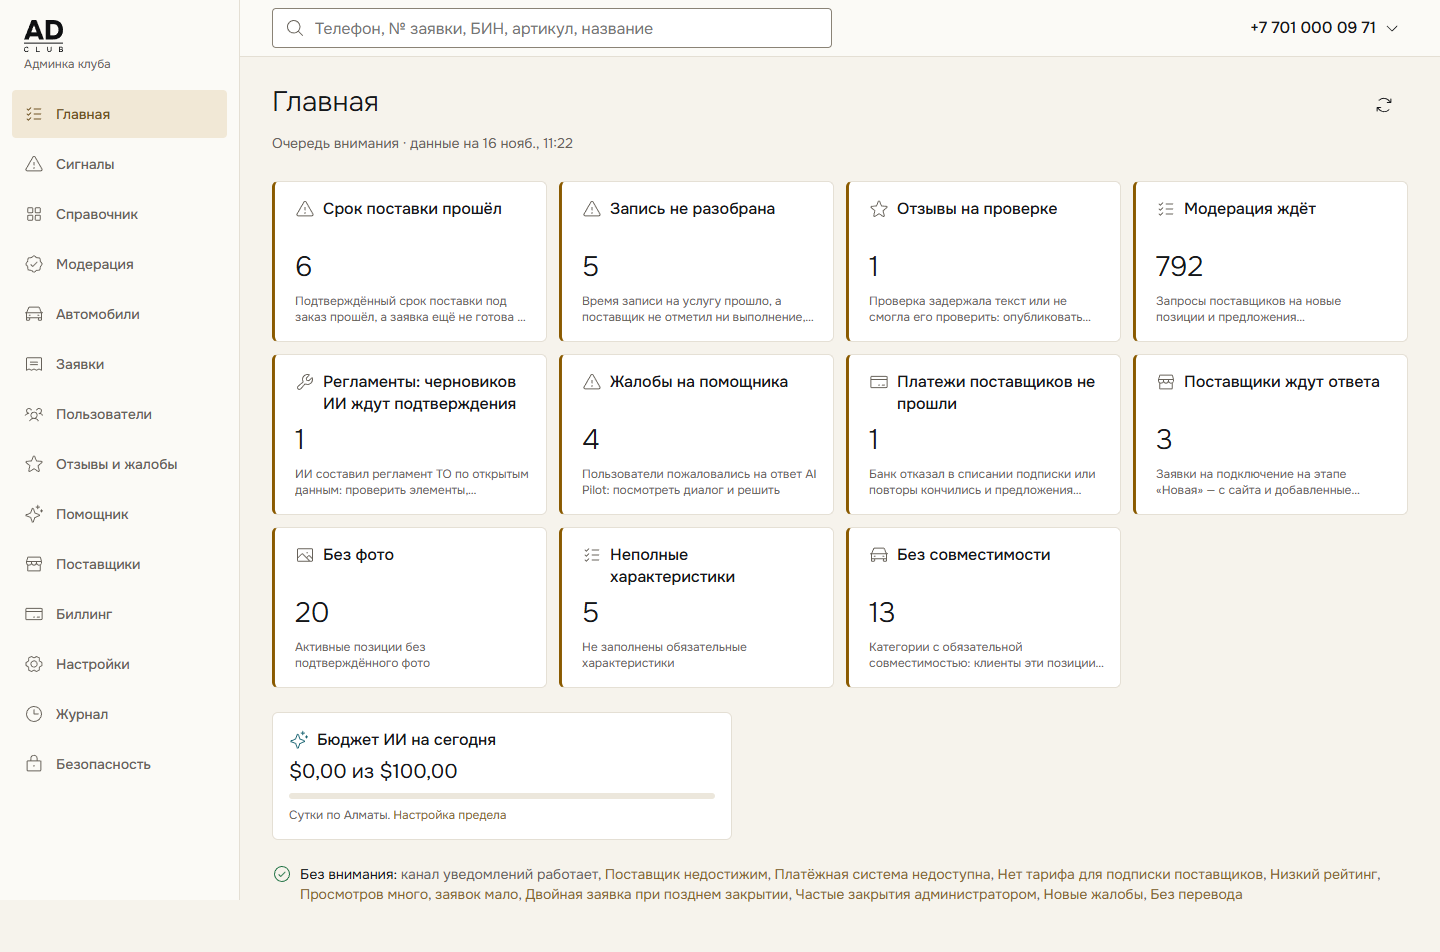 AD
CLUB
Админка клуба
Телефон, № заявки, БИН, артикул, название
+7 701 000 09 71
Главная
Сигналы
Справочник
Модерация
Автомобили
Заявки
Пользователи
Отзывы и жалобы
Помощник
Поставщики
Биллинг
Настройки
Журнал
Безопасность
Главная
Очередь внимания · данные на 16 нояб., 11:22
Срок поставки прошёл
6
Подтверждённый срок поставки под
заказ прошёл, а заявка ещё не готова ...
Запись не разобрана
5
Время записи на услугу прошло, а
поставщик не отметил ни выполнение,...
Отзывы на проверке
1
Проверка задержала текст или не
смогла его проверить: опубликовать...
Модерация ждёт
792
Запросы поставщиков на новые
позиции и предложения...
Регламенты: черновиков
ИИ ждут подтверждения
1
ИИ составил регламент ТО по открытым
данным: проверить элементы,...
Жалобы на помощника
4
Пользователи пожаловались на ответ AI
Pilot: посмотреть диалог и решить
Платежи поставщиков не
прошли
1
Банк отказал в списании подписки или
повторы кончились и предложения...
Поставщики ждут ответа
3
Заявки на подключение на этапе
«Новая» — с сайта и добавленные...
Без фото
20
Активные позиции без
подтверждённого фото
Неполные
характеристики
5
Не заполнены обязательные
характеристики
Без совместимости
13
Категории с обязательной
совместимостью: клиенты эти позиции...
Бюджет ИИ на сегодня
$0,00 из $100,00
Сутки по Алматы. Настройка предела
Без внимания: канал уведомлений работает, Поставщик недостижим, Платёжная система недоступна, Нет тарифа для подписки поставщиков, Низкий рейтинг,
Просмотров много, заявок мало, Двойная заявка при позднем закрытии, Частые закрытия администратором, Новые жалобы, Без перевода